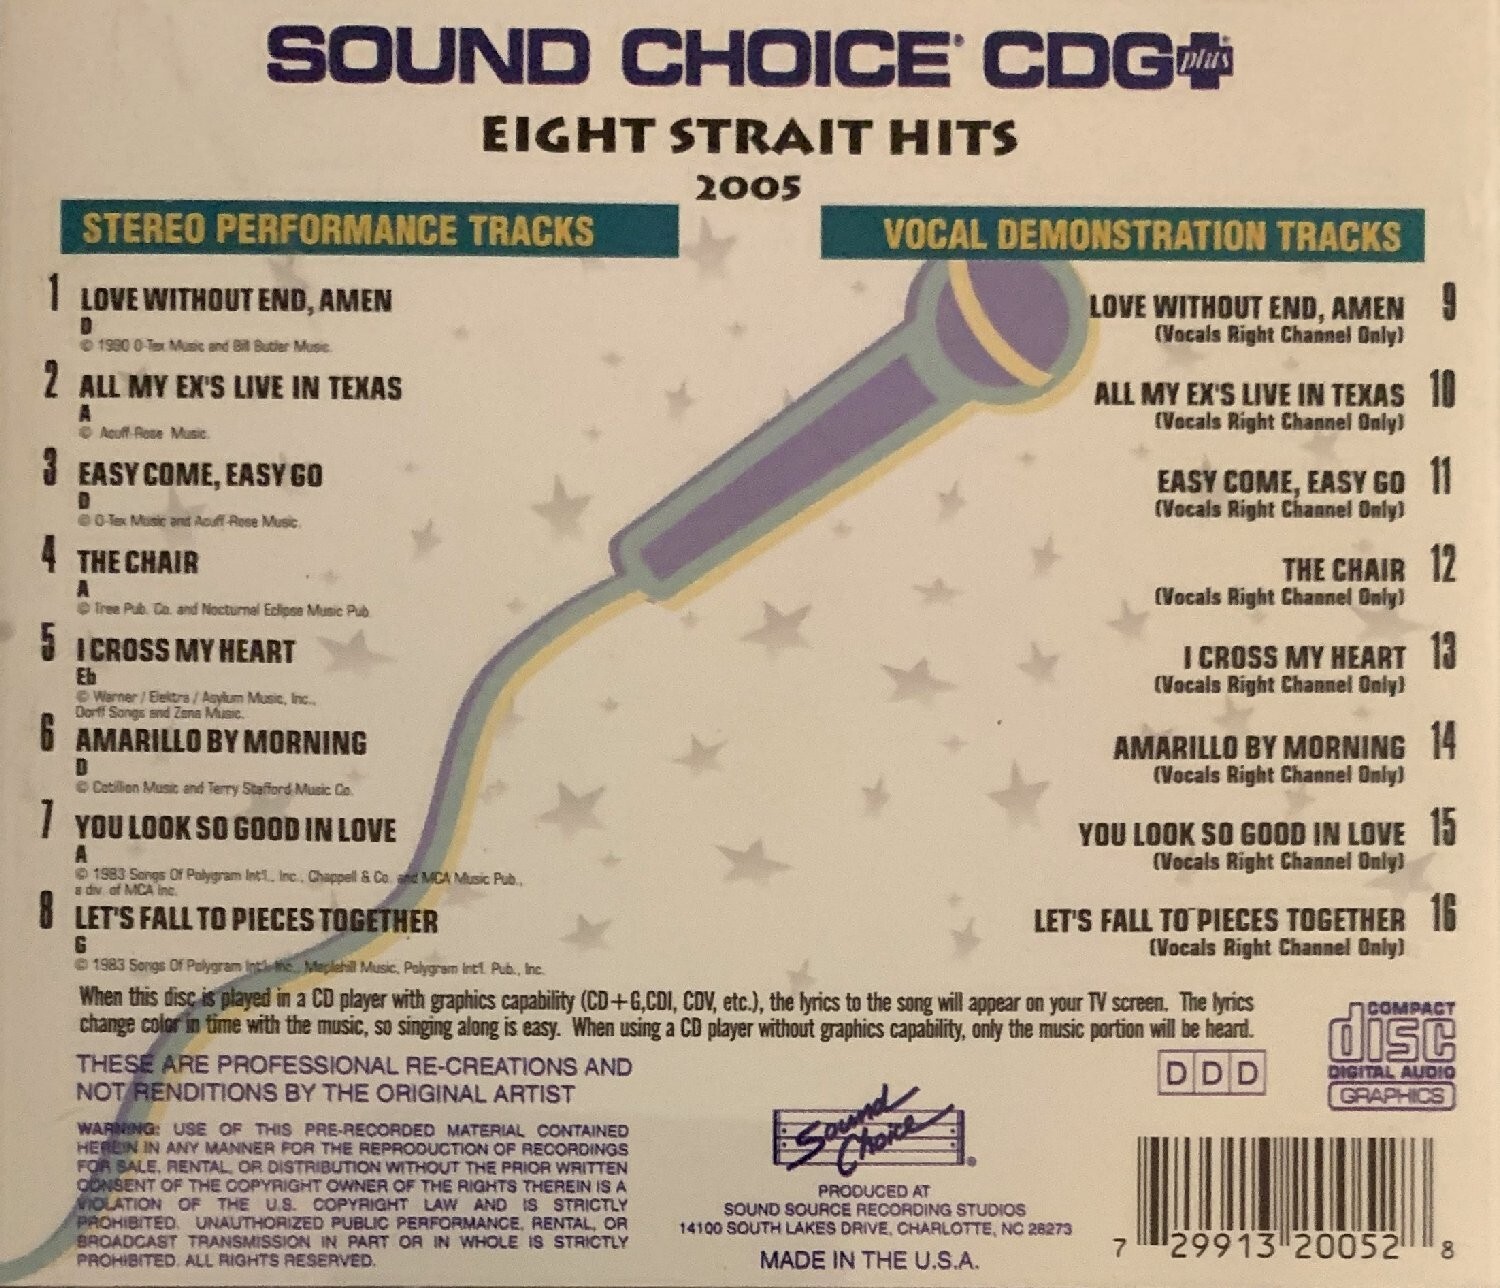 SOUND CHOICE® CDG plus
EIGHT STRAIT HITS
2005
STEREO PERFORMANCE TRACKS
1 LOVE WITHOUT END, AMEN
D
© 1990 O-Tex Music and Bill Butler Music.
2 ALL MY EX'S LIVE IN TEXAS
A
© Acuff-Rose Music.
3 EASY COME, EASY GO
D
© O-Tex Music and Acuff-Rose Music.
4 THE CHAIR
A
© Tree Pub. Co. and Nocturnal Eclipse Music Pub.
5 I CROSS MY HEART
Eb
© Warner / Elektra / Asylum Music, Inc.,
Dorff Songs and Zena Music.
6 AMARILLO BY MORNING
D
© Cotillion Music and Terry Stafford Music Co.
7 YOU LOOK SO GOOD IN LOVE
A
© 1983 Songs Of Polygram Int'l., Inc., Chappell & Co. and MCA Music Pub.,
a div. of MCA Inc.
8 LET'S FALL TO PIECES TOGETHER
G
© 1983 Songs Of Polygram Int'l. Inc., Maplehill Music, Polygram Int'l. Pub., Inc.
VOCAL DEMONSTRATION TRACKS
LOVE WITHOUT END, AMEN 9
(Vocals Right Channel Only)
ALL MY EX'S LIVE IN TEXAS 10
(Vocals Right Channel Only)
EASY COME, EASY GO 11
(Vocals Right Channel Only)
THE CHAIR 12
(Vocals Right Channel Only)
I CROSS MY HEART 13
(Vocals Right Channel Only)
AMARILLO BY MORNING 14
(Vocals Right Channel Only)
YOU LOOK SO GOOD IN LOVE 15
(Vocals Right Channel Only)
LET'S FALL TO PIECES TOGETHER 16
(Vocals Right Channel Only)
When this disc is played in a CD player with graphics capability (CD+G,CDI, CDV, etc.), the lyrics to the song will appear on your TV screen. The lyrics
change color in time with the music, so singing along is easy. When using a CD player without graphics capability, only the music portion will be heard.
THESE ARE PROFESSIONAL RE-CREATIONS AND
NOT RENDITIONS BY THE ORIGINAL ARTIST
WARNING: USE OF THIS PRE-RECORDED MATERIAL CONTAINED
HEREIN IN ANY MANNER FOR THE REPRODUCTION OF RECORDINGS
FOR SALE, RENTAL, OR DISTRIBUTION WITHOUT THE PRIOR WRITTEN
CONSENT OF THE COPYRIGHT OWNER OF THE RIGHTS THEREIN IS A
VIOLATION OF THE U.S. COPYRIGHT LAW AND IS STRICTLY
PROHIBITED. UNAUTHORIZED PUBLIC PERFORMANCE, RENTAL, OR
BROADCAST TRANSMISSION IN PART OR IN WHOLE IS STRICTLY
PROHIBITED. ALL RIGHTS RESERVED.
Sound
Choice®
PRODUCED AT
SOUND SOURCE RECORDING STUDIOS
14100 SOUTH LAKES DRIVE, CHARLOTTE, NC 28273
MADE IN THE U.S.A.
DDD
COMPACT
disc
DIGITAL AUDIO
GRAPHICS
7 29913 20052 8